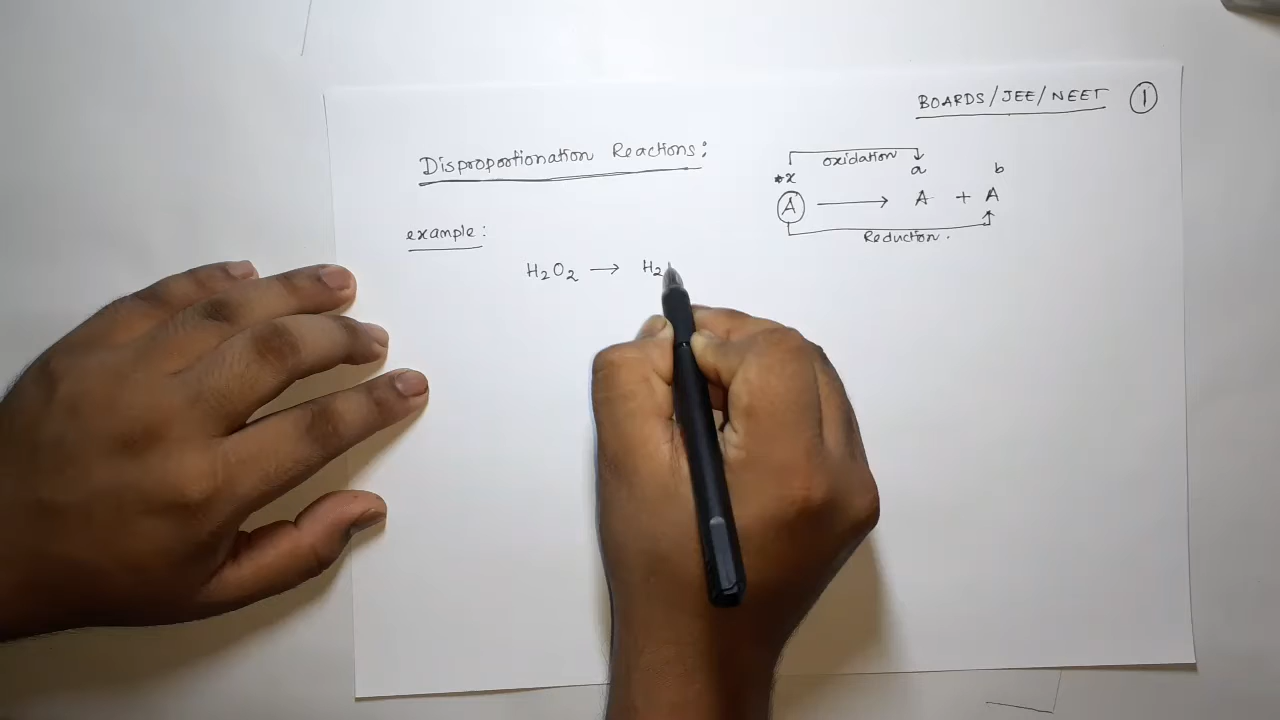 BOARDS/JEE/NEET 1
Disproportionation Reactions:
oxidation
x a b
A → A + A
Reduction.
example:
H₂O₂ → H₂